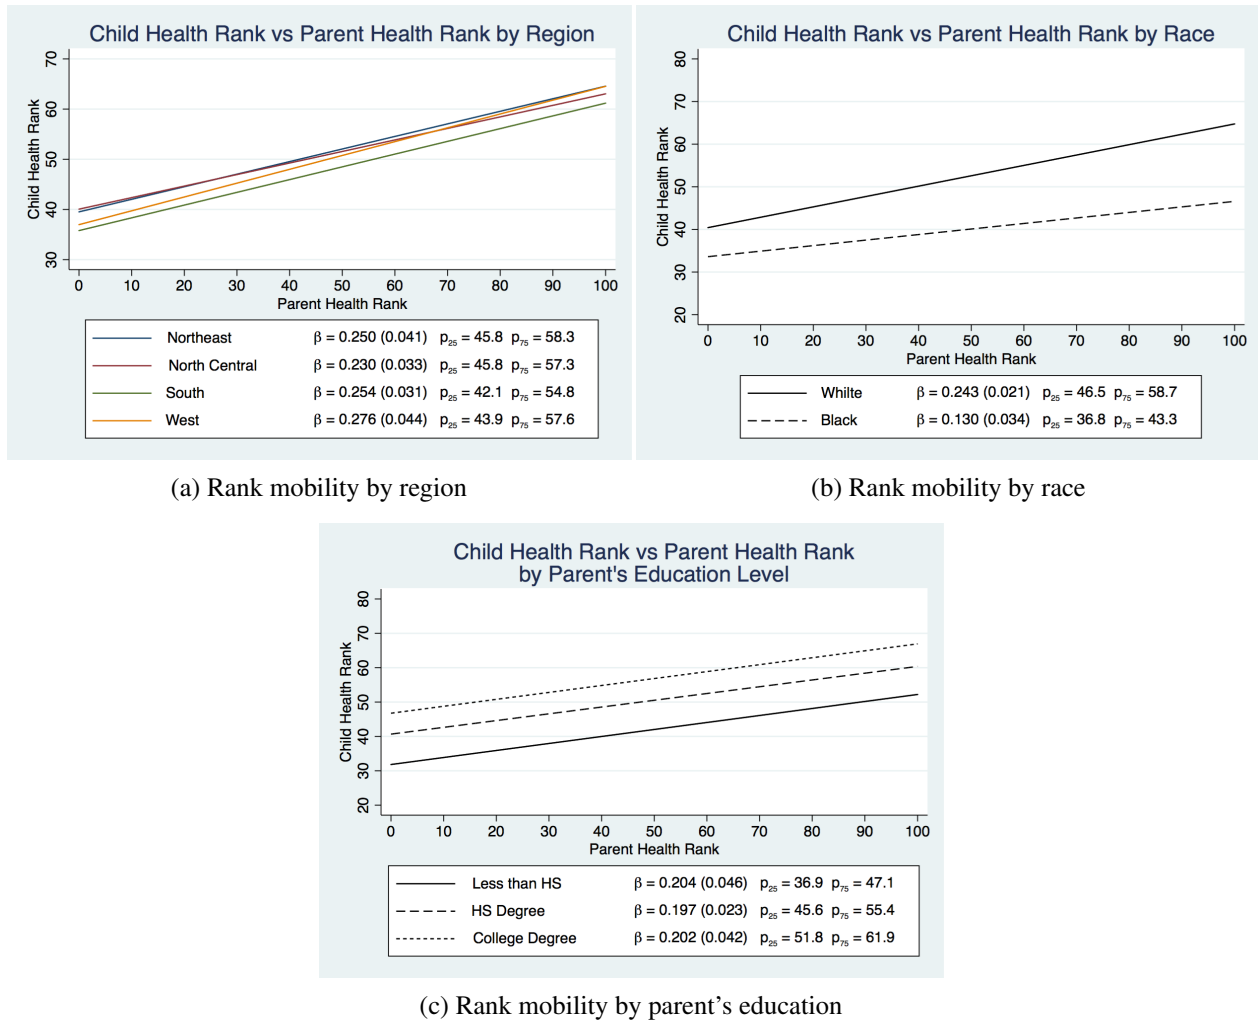 Child Health Rank vs Parent Health Rank by Region
Child Health Rank
70
60
50
40
30
0 10 20 30 40 50 60 70 80 90 100
Parent Health Rank
Northeast β = 0.250 (0.041) p25 = 45.8 p75 = 58.3
North Central β = 0.230 (0.033) p25 = 45.8 p75 = 57.3
South β = 0.254 (0.031) p25 = 42.1 p75 = 54.8
West β = 0.276 (0.044) p25 = 43.9 p75 = 57.6
(a) Rank mobility by region
Child Health Rank vs Parent Health Rank by Race
Child Health Rank
80
70
60
50
40
30
20
0 10 20 30 40 50 60 70 80 90 100
Parent Health Rank
Whilte β = 0.243 (0.021) p25 = 46.5 p75 = 58.7
Black β = 0.130 (0.034) p25 = 36.8 p75 = 43.3
(b) Rank mobility by race
Child Health Rank vs Parent Health Rank
by Parent's Education Level
Child Health Rank
80
70
60
50
40
30
20
0 10 20 30 40 50 60 70 80 90 100
Parent Health Rank
Less than HS β = 0.204 (0.046) p25 = 36.9 p75 = 47.1
HS Degree β = 0.197 (0.023) p25 = 45.6 p75 = 55.4
College Degree β = 0.202 (0.042) p25 = 51.8 p75 = 61.9
(c) Rank mobility by parent’s education